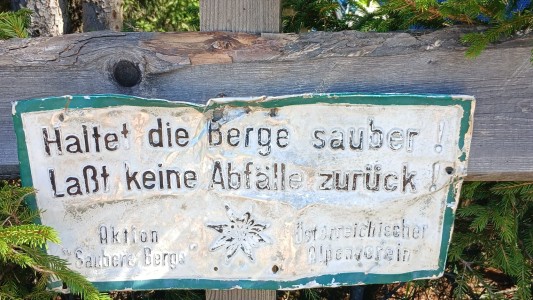 Haltet die Berge sauber !
Laßt keine Abfälle zurück !
Aktion
"Saubere Berge"
Österreichischer
Alpenverein